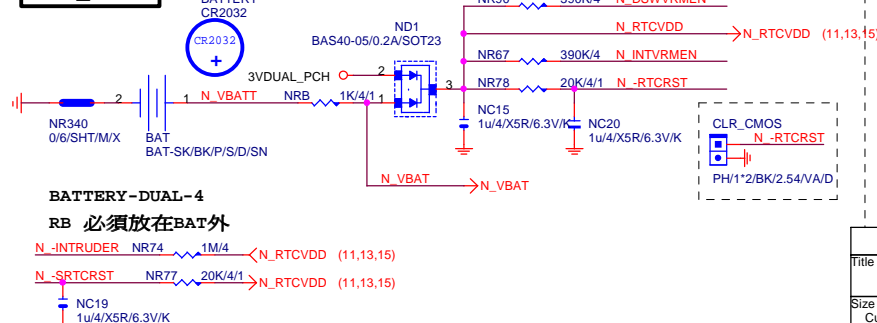 BATTERY
CR2032
CR2032
+
ND1
BAS40-05/0.2A/SOT23
N_RTCVDD
N_RTCVDD (11,13,15)
3VDUAL_PCH
2
1
3
NR67
390K/4
N_INTVRMEN
NR78
20K/4/1
N_-RTCRST
2
1
N_VBATT
NRB
1K/4/1
NR340
0/6/SHT/M/X
BAT
BAT-SK/BK/P/S/D/SN
NC15
1u/4/X5R/6.3V/K
NC20
1u/4/X5R/6.3V/K
CLR_CMOS
N_-RTCRST
PH/1*2/BK/2.54/VA/D
N_VBAT
N_VBAT
BATTERY-DUAL-4
RB 必須放在BAT外
N_-INTRUDER
NR74
1M/4
N_RTCVDD (11,13,15)
N_-SRTCRST
NR77
20K/4/1
N_RTCVDD (11,13,15)
NC19
1u/4/X5R/6.3V/K
Title
Size